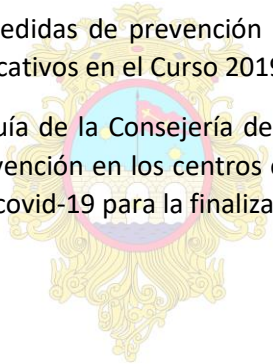 edidas de prevención
cativos en el Curso 2019
uía de la Consejería de
vención en los centros
covid-19 para la finaliza